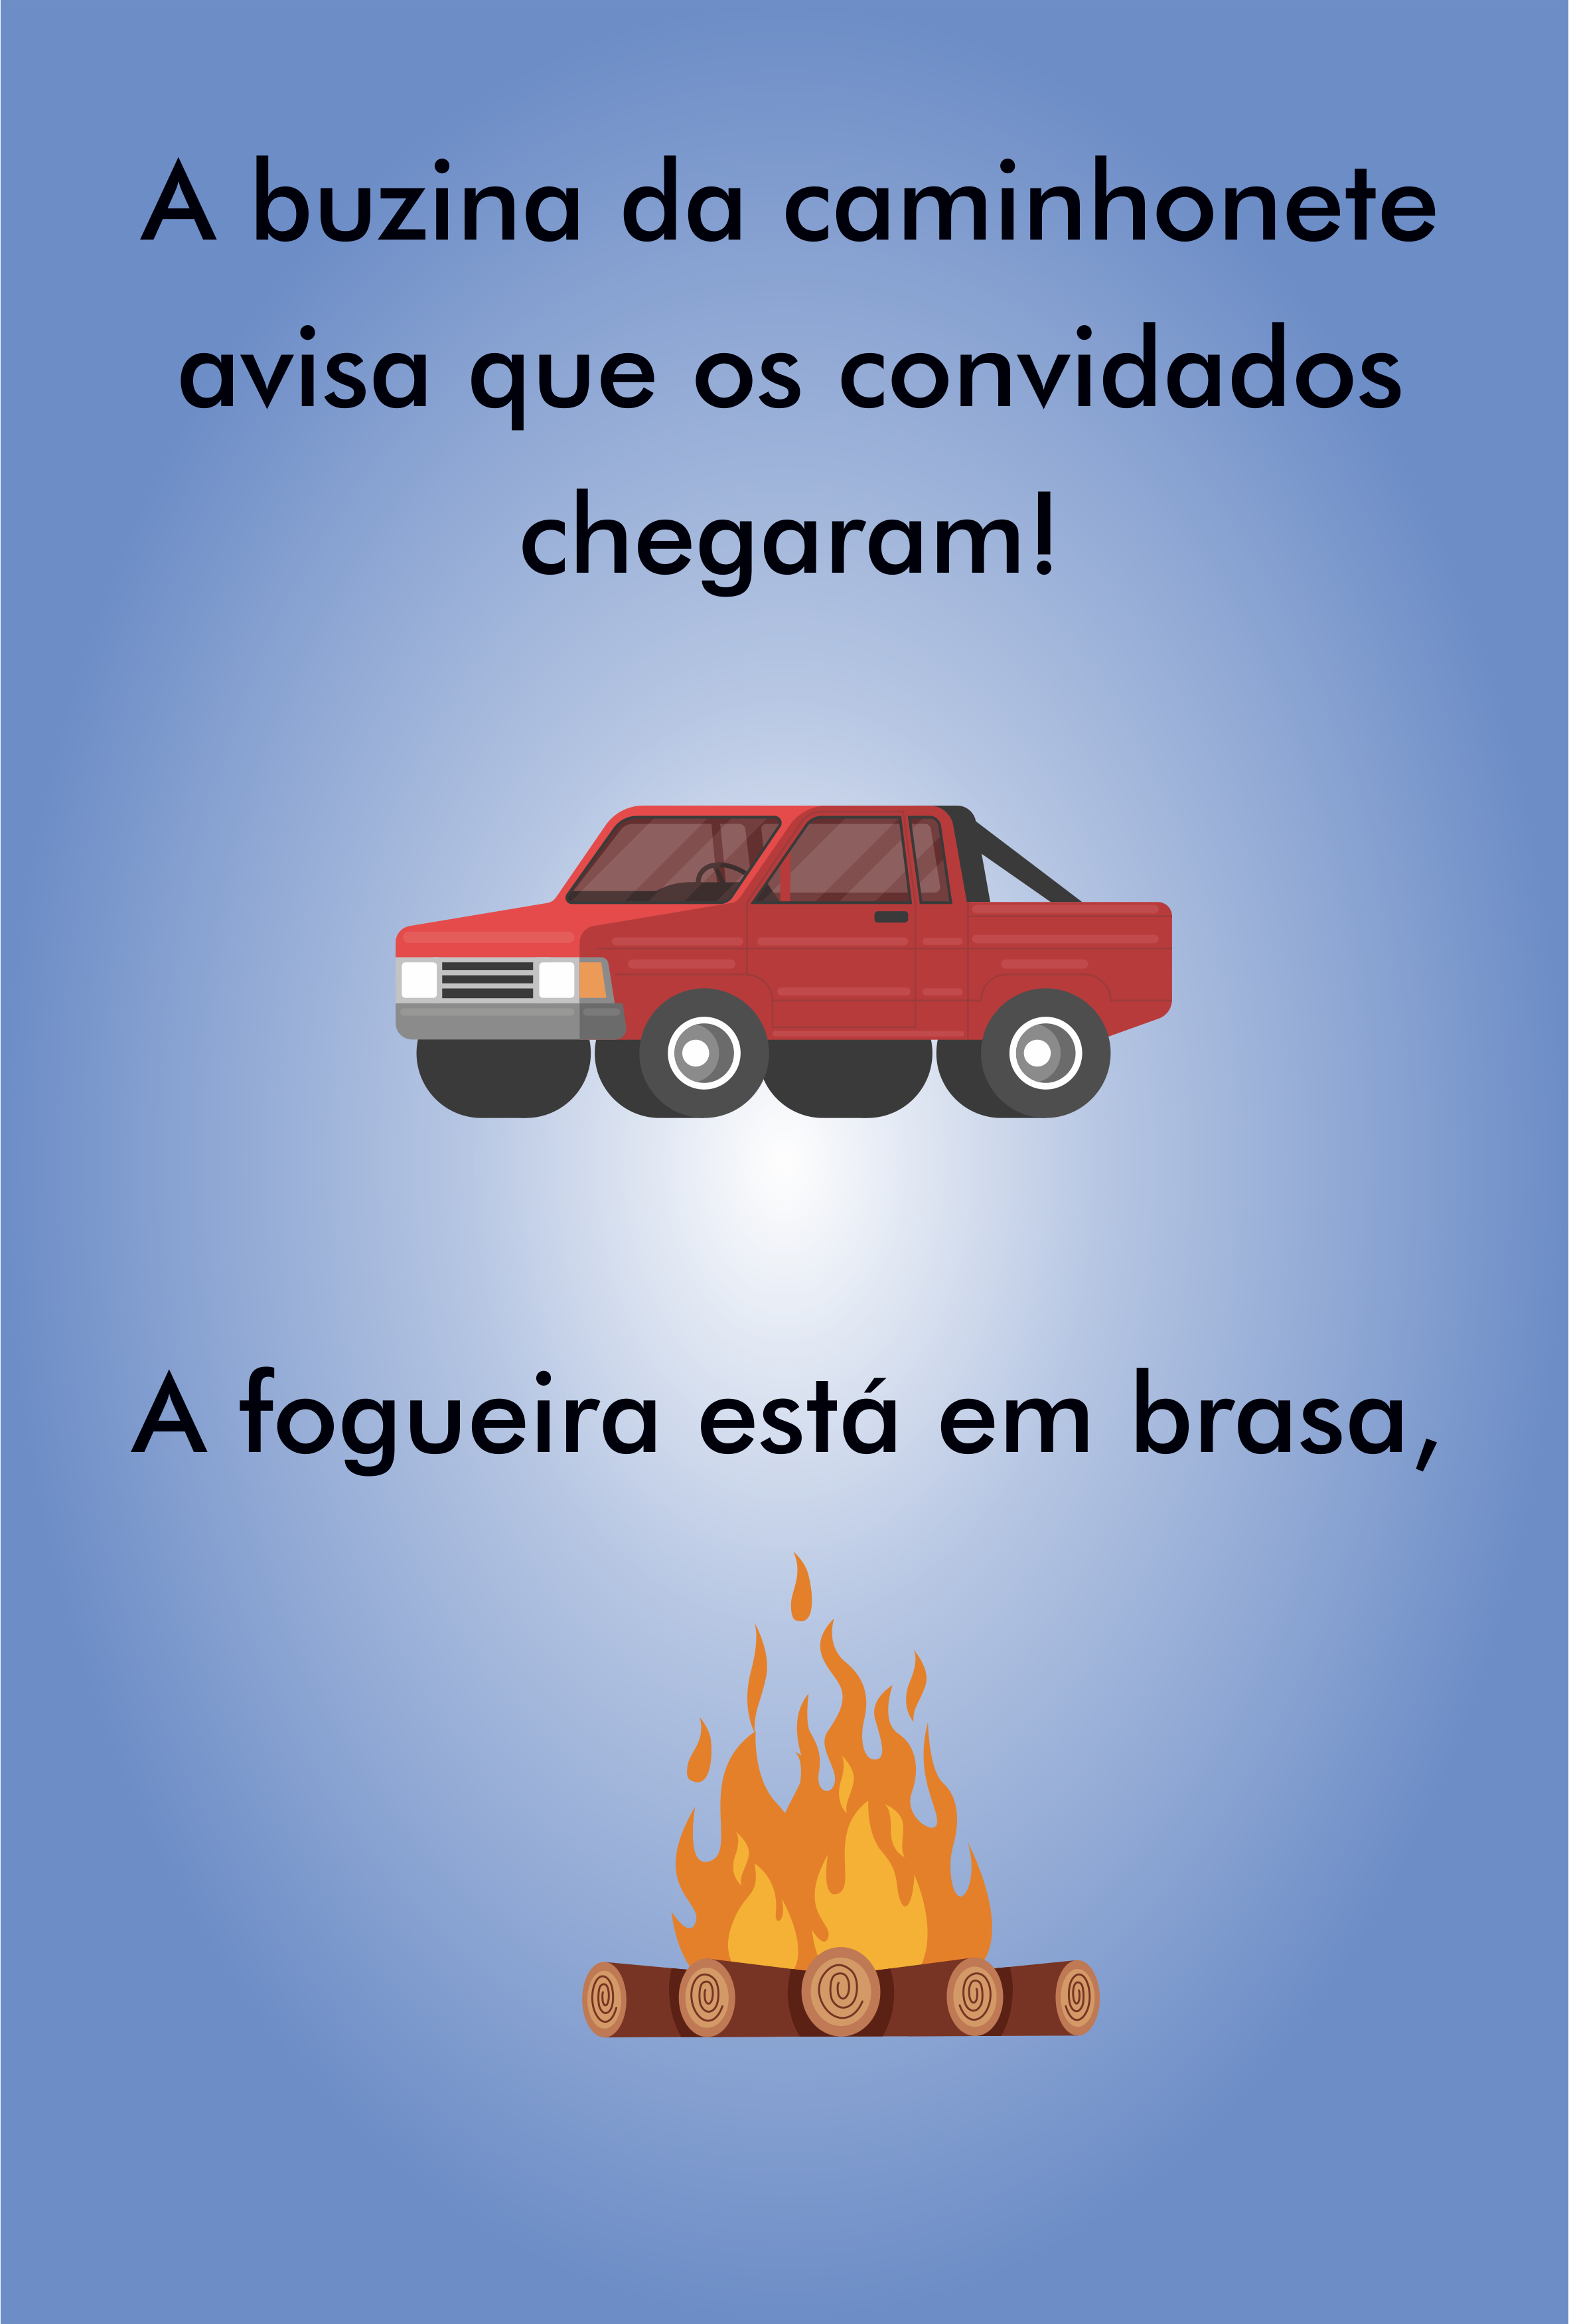 A buzina da caminhonete
avisa que os convidados
chegaram!
A fogueira está em brasa,